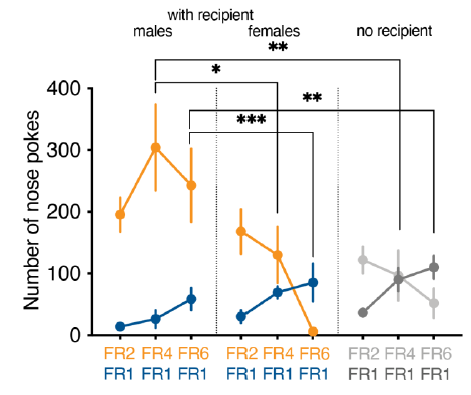 with recipient
males females no recipient
**
*
**
***
400
300
200
100
0
Number of nose pokes
FR2 FR4 FR6 FR2 FR4 FR6 FR2 FR4 FR6
FR1 FR1 FR1 FR1 FR1 FR1 FR1 FR1 FR1